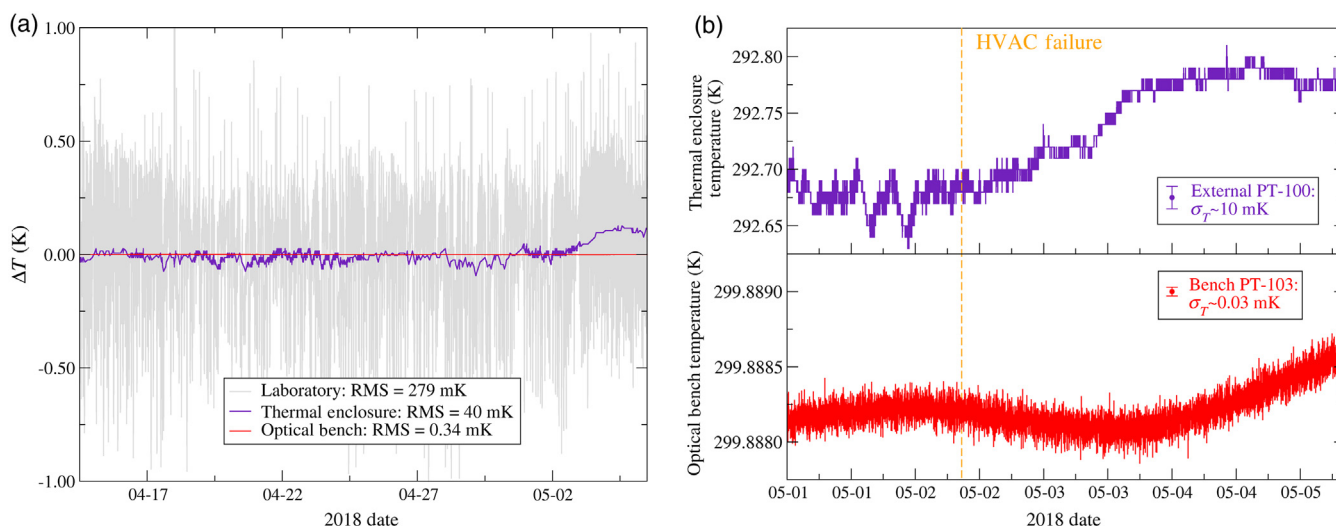 (a)
1.00
0.50
0.00
-0.50
-1.00
ΔT (K)
Laboratory: RMS = 279 mK
Thermal enclosure: RMS = 40 mK
Optical bench: RMS = 0.34 mK
04-17
04-22
04-27
05-02
2018 date
(b)
HVAC failure
292.80
292.75
292.70
292.65
Thermal enclosure
temperature (K)
External PT-100:
σT~10 mK
299.8890
299.8885
299.8880
Optical bench temperature (K)
Bench PT-103:
σT~0.03 mK
05-01
05-01
05-02
05-02
05-03
05-03
05-04
05-04
05-05
2018 date